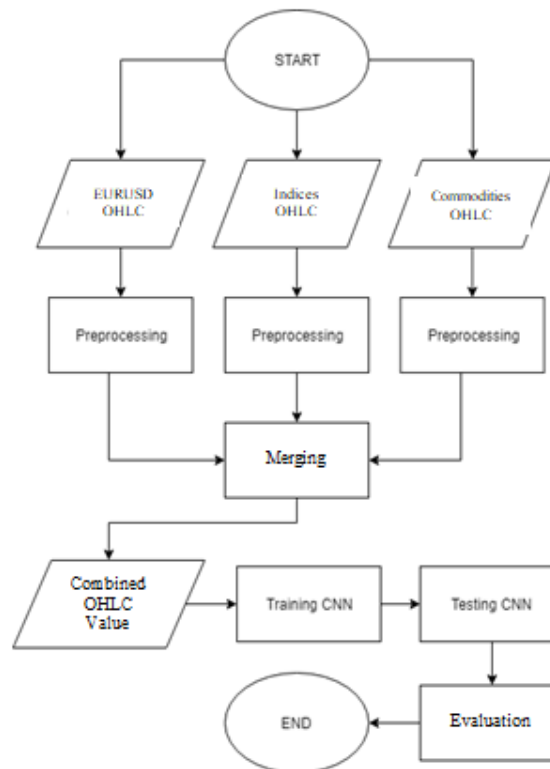 START
EURUSD
OHLC
Indices
OHLC
Commodities
OHLC
Preprocessing
Preprocessing
Preprocessing
Merging
Combined
OHLC
Value
Training CNN
Testing CNN
END
Evaluation